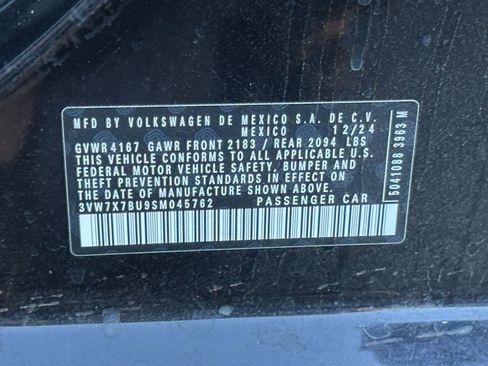 MFD BY VOLKSWAGEN DE MEXICO S.A. DE C.V.
MEXICO 12/24
GVWR 4167 GAWR FRONT 2183 / REAR 2094 LBS
THIS VEHICLE CONFORMS TO ALL APPLICABLE U.S.
FEDERAL MOTOR VEHICLE SAFETY, BUMPER AND
THEFT PREVENTION STANDARDS IN EFFECT ON THE
DATE OF MANUFACTURE SHOWN ABOVE.
3VW7X7BU9SM045762 PASSENGER CAR
5041088 3963 M